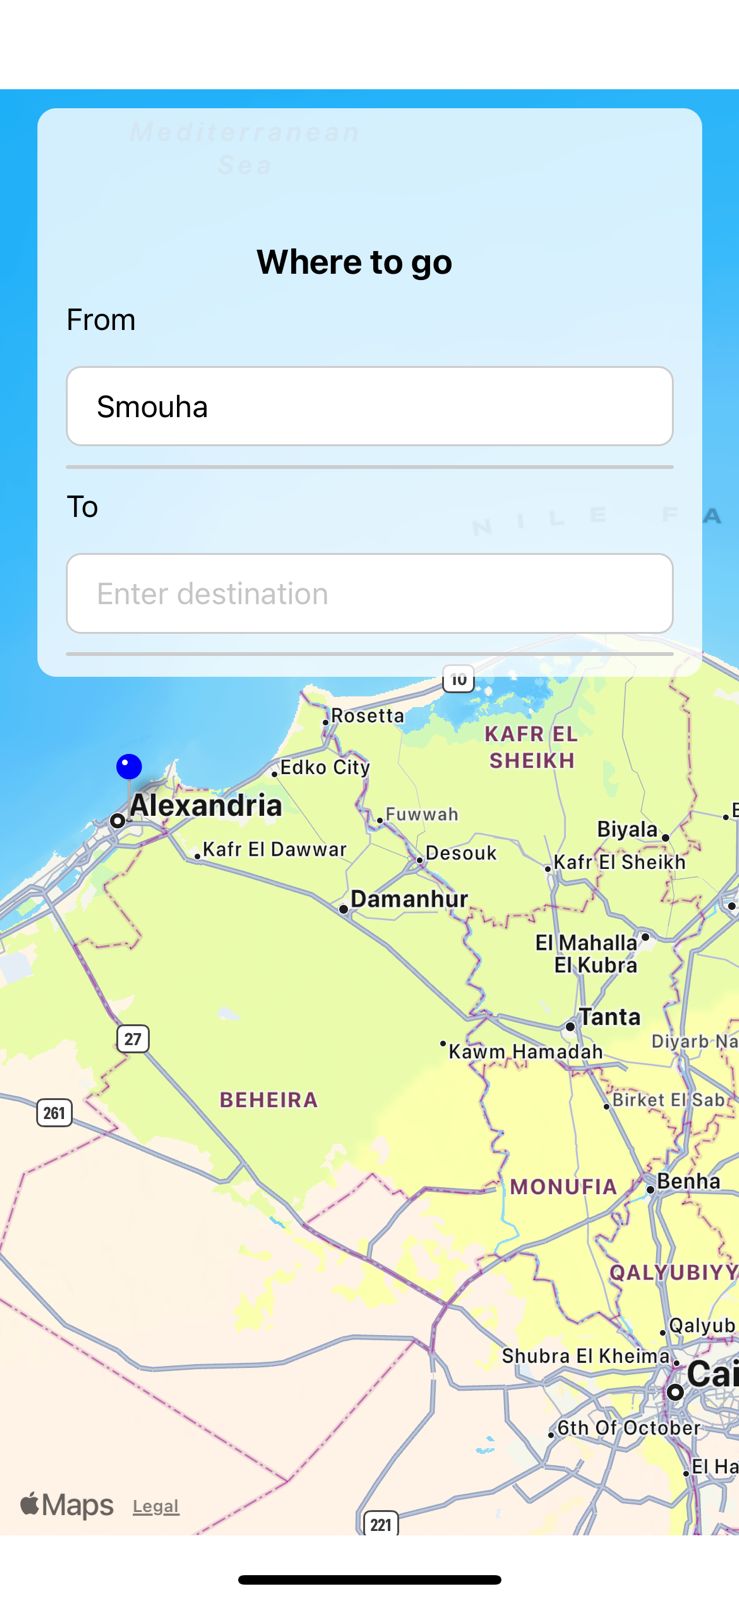 Mediterranean
Sea
Where to go
From
Smouha
To
NILE FA
Enter destination
10
Rosetta
KAFR EL
SHEIKH
Edko City
Alexandria
Fuwwah
Biyala
Kafr El Dawwar
Desouk
Kafr El Sheikh
Damanhur
El Mahalla
El Kubra
Tanta
27
Diyarb Na
Kawm Hamadah
BEHEIRA
261
Birket El Sab
MONUFIA
Benha
QALYUBIYY
Qalyub
Shubra El Kheima
Cai
6th Of October
El Ha
Maps Legal
221